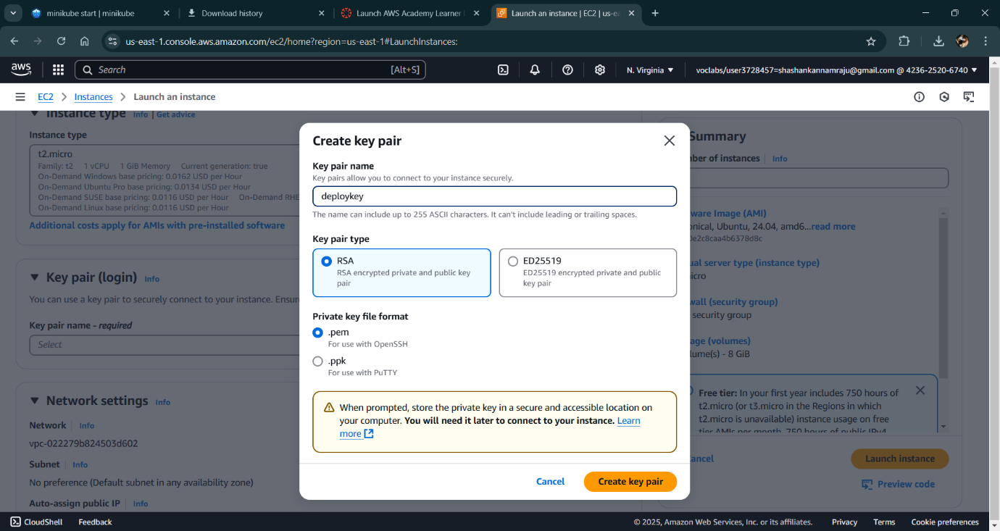 minikube start | minikube
Download history
Launch AWS Academy Learner
Launch an instance | EC2 | us-ea
us-east-1.console.aws.amazon.com/ec2/home?region=us-east-1#LaunchInstances:
aws
Search
[Alt+S]
N. Virginia
voclabs/user3728457=shashankannamraju@gmail.com @ 4236-2520-6740
EC2 > Instances > Launch an instance
Instance type Info | Get advice
Instance type
t2.micro
Family: t2 1 vCPU 1 GiB Memory Current generation: true
On-Demand Windows base pricing: 0.0162 USD per Hour
On-Demand Ubuntu Pro base pricing: 0.0134 USD per Hour
On-Demand SUSE base pricing: 0.0116 USD per Hour On-Demand RHE
On-Demand Linux base pricing: 0.0116 USD per Hour
Additional costs apply for AMIs with pre-installed software
Key pair (login) Info
You can use a key pair to securely connect to your instance. Ensur
Key pair name - required
Select
Network settings Info
Network Info
vpc-022279b824503d602
Subnet Info
No preference (Default subnet in any availability zone)
Auto-assign public IP Info
Create key pair
Key pair name
Key pairs allow you to connect to your instance securely.
deploykey
The name can include up to 255 ASCII characters. It can't include leading or trailing spaces.
Key pair type
RSA
RSA encrypted private and public key
pair
ED25519
ED25519 encrypted private and public
key pair
Private key file format
.pem
For use with OpenSSH
.ppk
For use with PuTTY
When prompted, store the private key in a secure and accessible location on
your computer. You will need it later to connect to your instance. Learn
more
Cancel
Create key pair
Summary
ber of instances Info
ware Image (AMI)
onical, Ubuntu, 24.04, amd6...read more
0e2c8caa4b6378d8c
ual server type (instance type)
icro
wall (security group)
security group
age (volumes)
lume(s) - 8 GiB
Free tier: In your first year includes 750 hours of
t2.micro (or t3.micro in the Regions in which
t2.micro is unavailable) instance usage on free
tier AMIs per month, 750 hours of public IPv4
ancel
Launch instance
Preview code
CloudShell
Feedback
© 2025, Amazon Web Services, Inc. or its affiliates.
Privacy
Terms
Cookie preferences